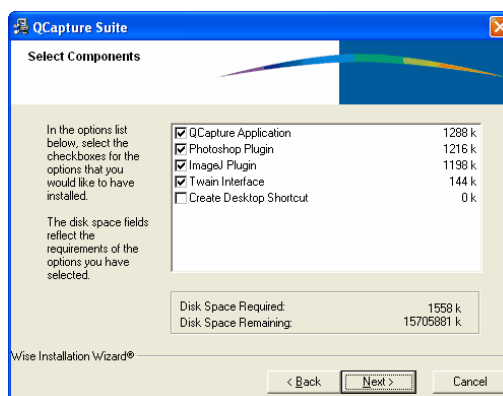 QCapture Suite
Select Components
In the options list
below, select the
checkboxes for the
options that you
would like to have
installed.
The disk space fields
reflect the
requirements of the
options you have
selected.
QCapture Application 1288 k
Photoshop Plugin 1216 k
ImageJ Plugin 1198 k
Twain Interface 144 k
Create Desktop Shortcut 0 k
Disk Space Required: 1558 k
Disk Space Remaining: 15705881 k
Wise Installation Wizard®
< Back Next > Cancel